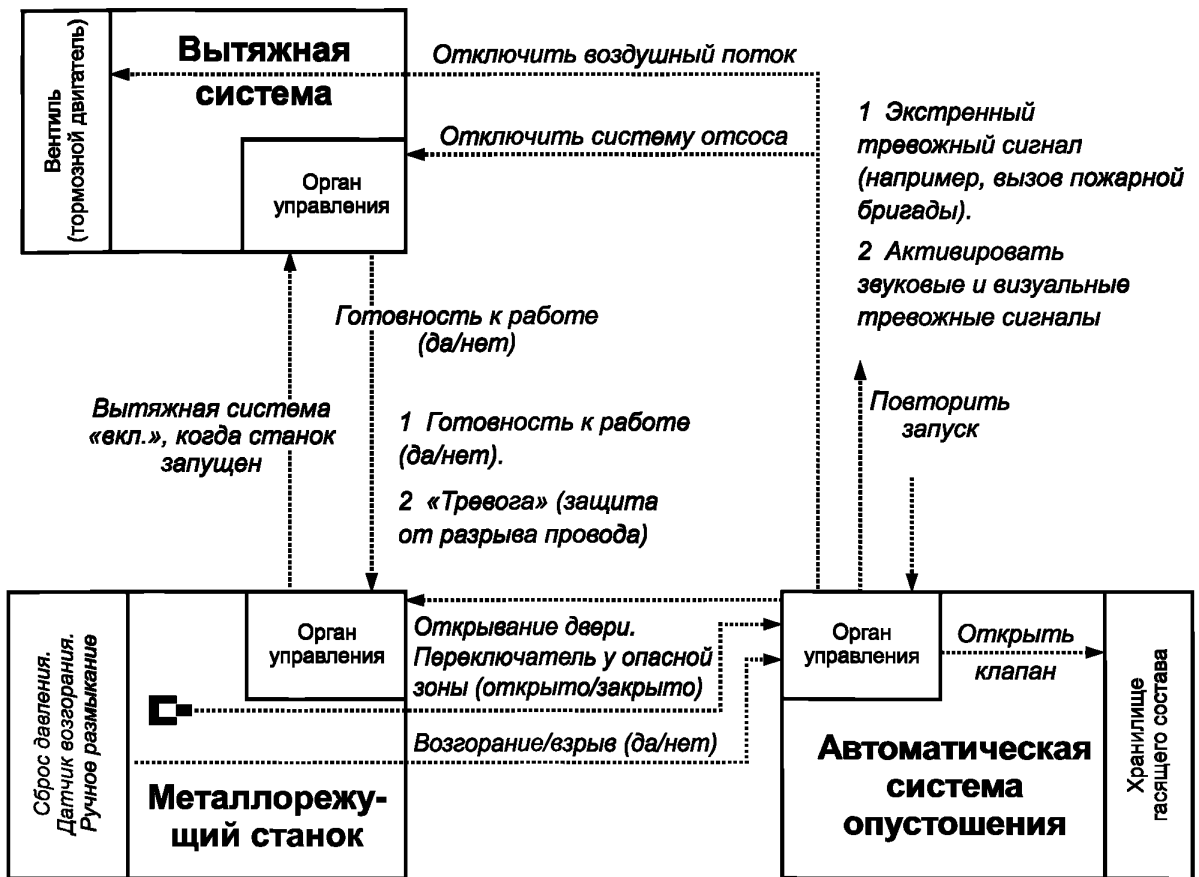 Вентиль
(тормозной двигатель)
Вытяжная
система
Орган
управления
Отключить воздушный поток
Отключить систему отсоса
1 Экстренный
тревожный сигнал
(например, вызов пожарной
бригады).
2 Активировать
звуковые и визуальные
тревожные сигналы
Готовность к работе
(да/нет)
Вытяжная система
«вкл.», когда станок
запущен
1 Готовность к работе
(да/нет).
2 «Тревога» (защита
от разрыва провода)
Повторить
запуск
Сброс давления.
Датчик возгорания.
Ручное размыкание
Орган
управления
Металлорежу-
щий станок
Открывание двери.
Переключатель у опасной
зоны (открыто/закрыто)
Возгорание/взрыв (да/нет)
Орган
управления
Открыть
клапан
Автоматическая
система
опустошения
Хранилище
гасящего состава